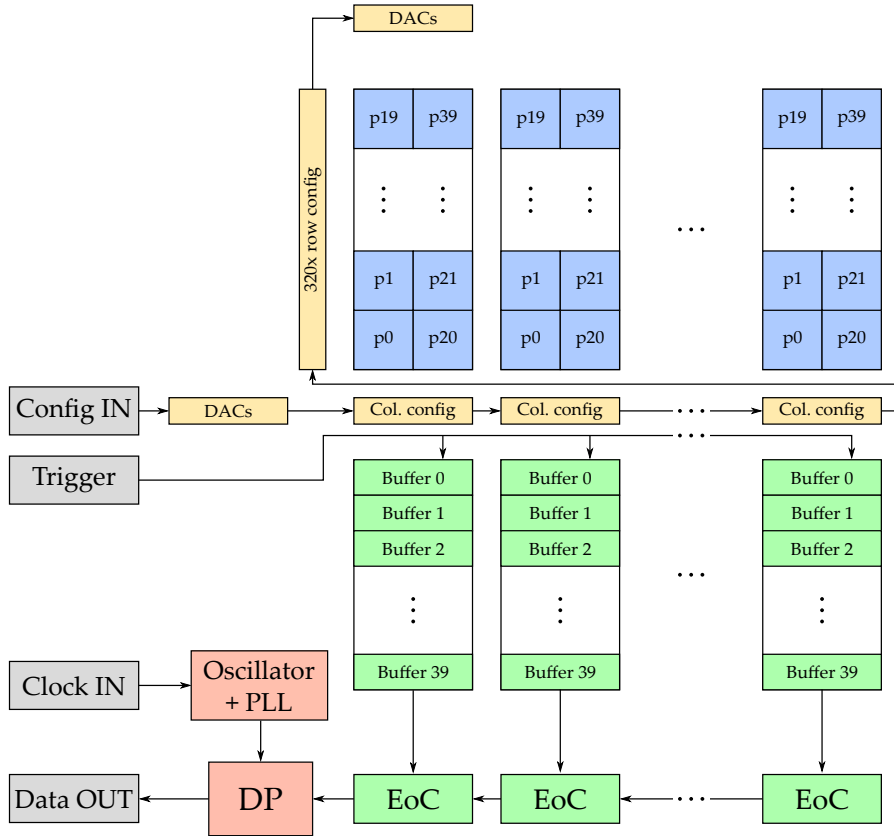 DACs
p19 p39 p19 p39 p19 p39
320x row config
p1 p21 p1 p21 p1 p21
p0 p20 p0 p20 p0 p20
Config IN
DACs
Col. config
Col. config
Col. config
Trigger
Buffer 0 Buffer 0 Buffer 0
Buffer 1 Buffer 1 Buffer 1
Buffer 2 Buffer 2 Buffer 2
Buffer 39 Buffer 39 Buffer 39
Clock IN
Oscillator
+ PLL
Data OUT
DP
EoC
EoC
EoC